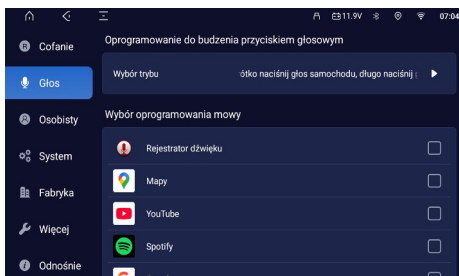 11.9V 07:04
Cofanie
Głos
Osobisty
System
Fabryka
Więcej
Odnośnie
Oprogramowanie do budzenia przyciskiem głosowym
Wybór trybu ótko naciśnij głos samochodu, długo naciśnij
Wybór oprogramowania mowy
Rejestrator dźwięku
Mapy
YouTube
Spotify